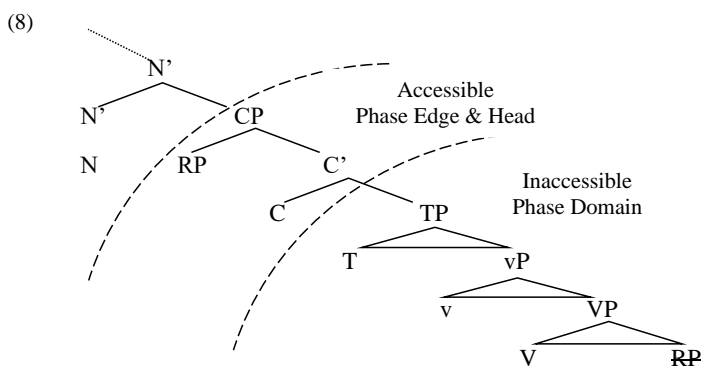 (8)
N'
N' CP Accessible
Phase Edge & Head
N RP C' Inaccessible
Phase Domain
C TP
T vP
v VP
V RP